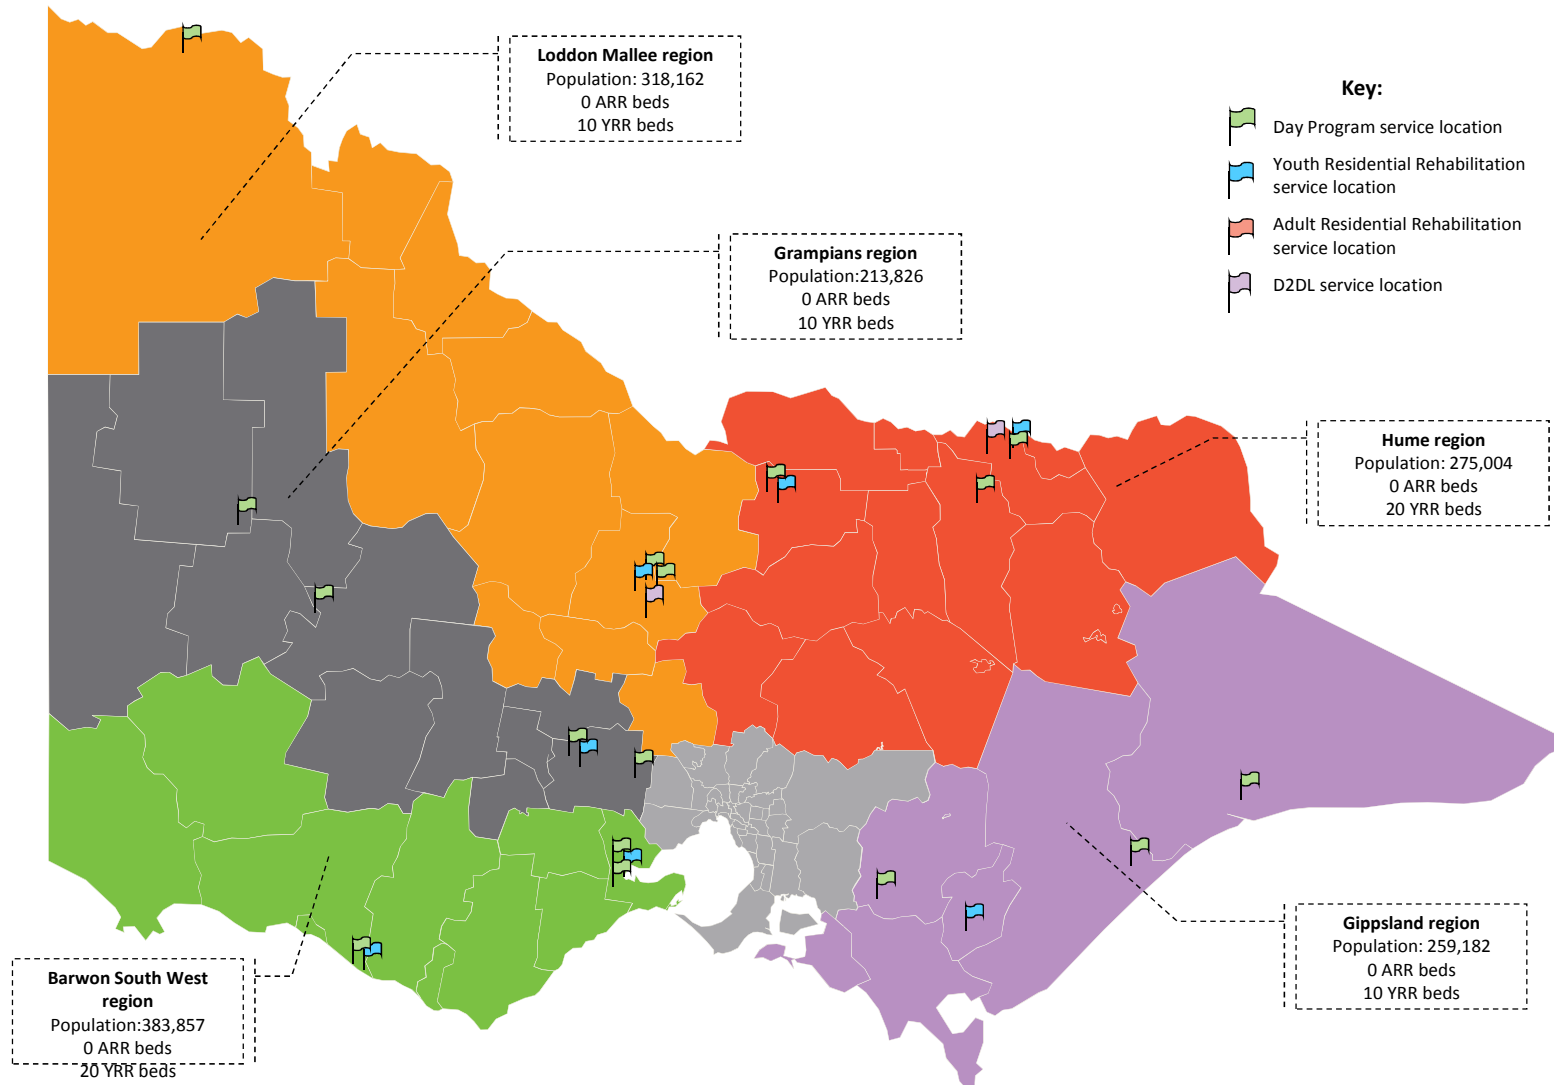 Loddon Mallee region
Population: 318,162
0 ARR beds
10 YRR beds
Key:
Day Program service location
Youth Residential Rehabilitation
service location
Adult Residential Rehabilitation
service location
D2DL service location
Grampians region
Population:213,826
0 ARR beds
10 YRR beds
Hume region
Population: 275,004
0 ARR beds
20 YRR beds
Gippsland region
Population: 259,182
0 ARR beds
10 YRR beds
Barwon South West
region
Population:383,857
0 ARR beds
20 YRR beds